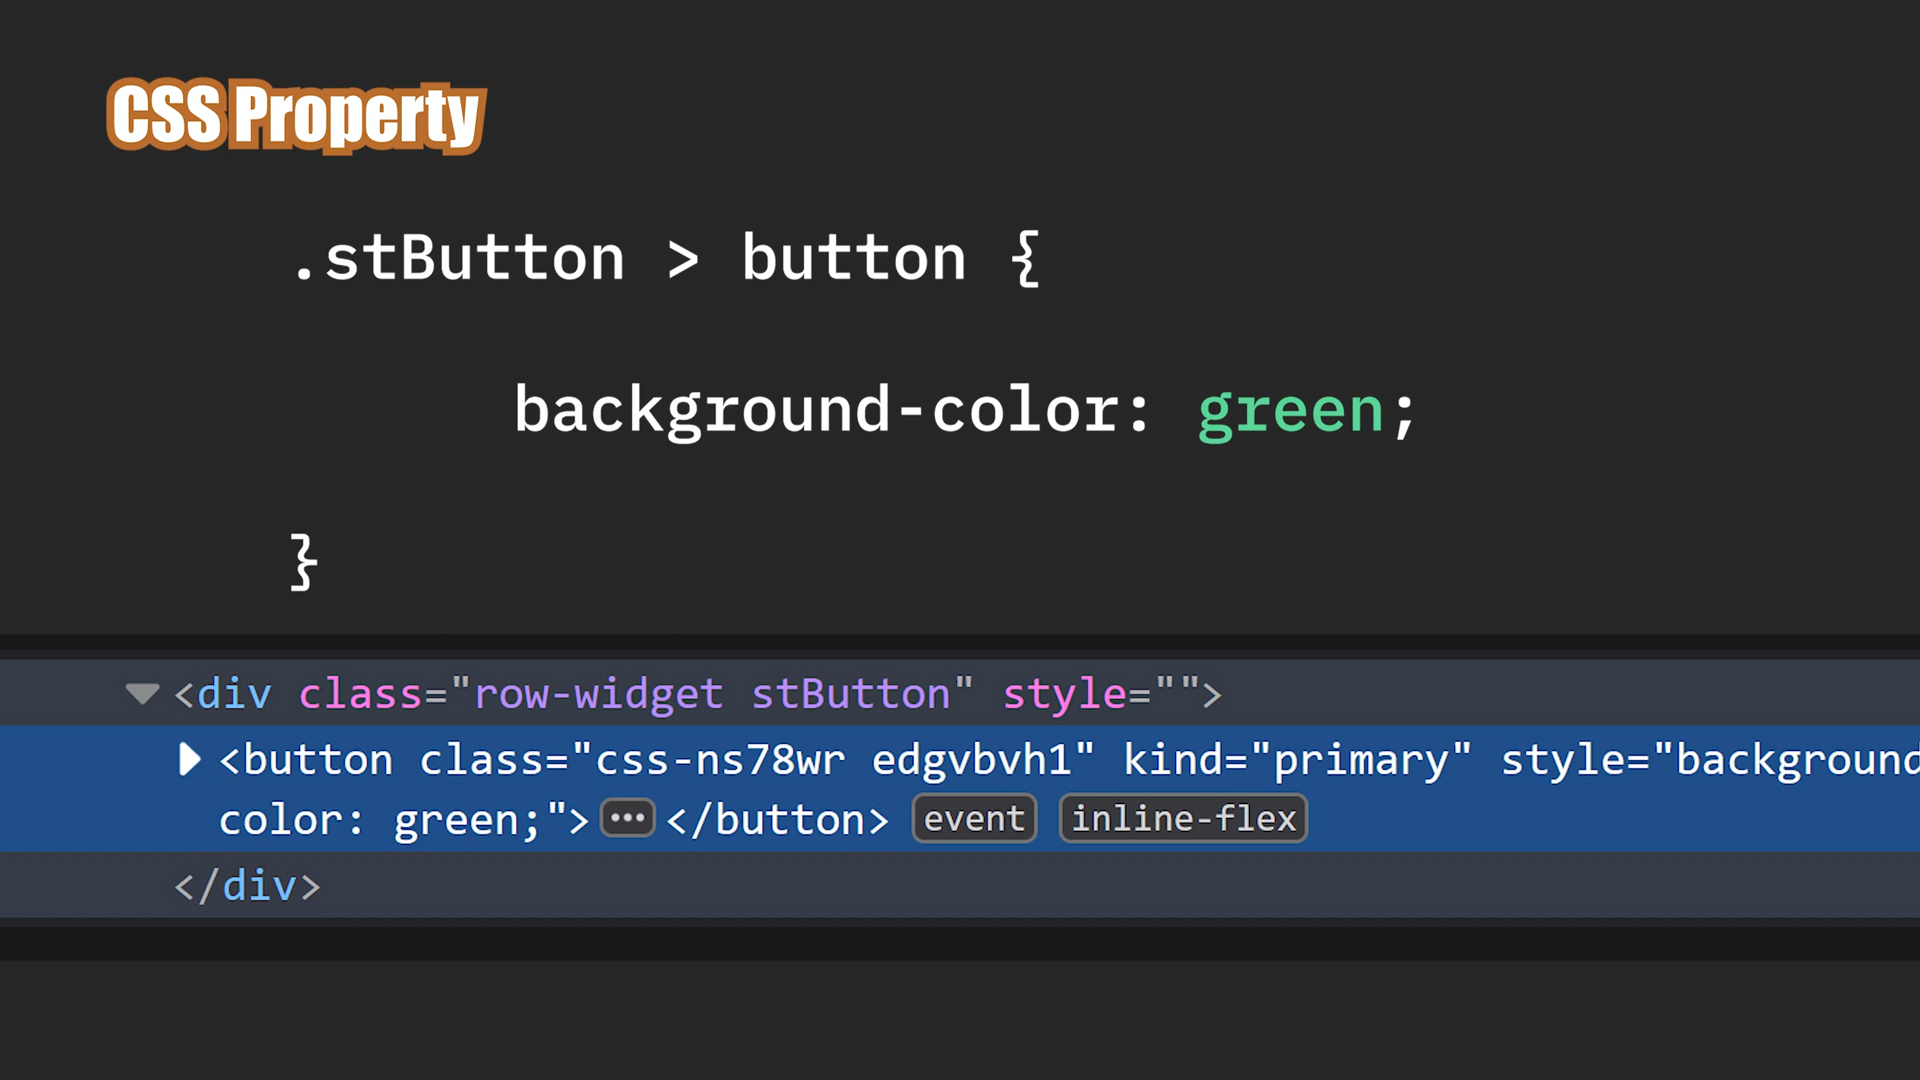 CSS Property
.stButton > button {
background-color: green;
}
<div class="row-widget stButton" style="">
<button class="css-ns78wr edgvbvh1" kind="primary" style="background
color: green;"> ••• </button> event inline-flex
</div>